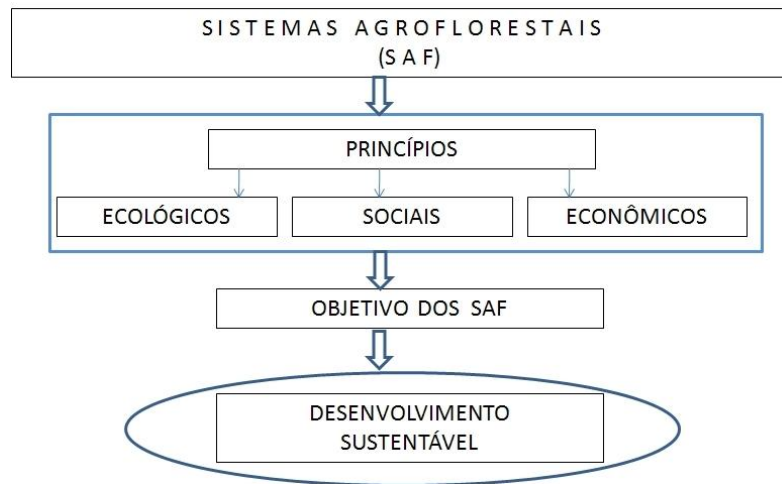 SISTEMAS AGROFLORESTAIS
(SAF)
PRINCÍPIOS
ECOLÓGICOS
SOCIAIS
ECONÔMICOS
OBJETIVO DOS SAF
DESENVOLVIMENTO
SUSTENTÁVEL